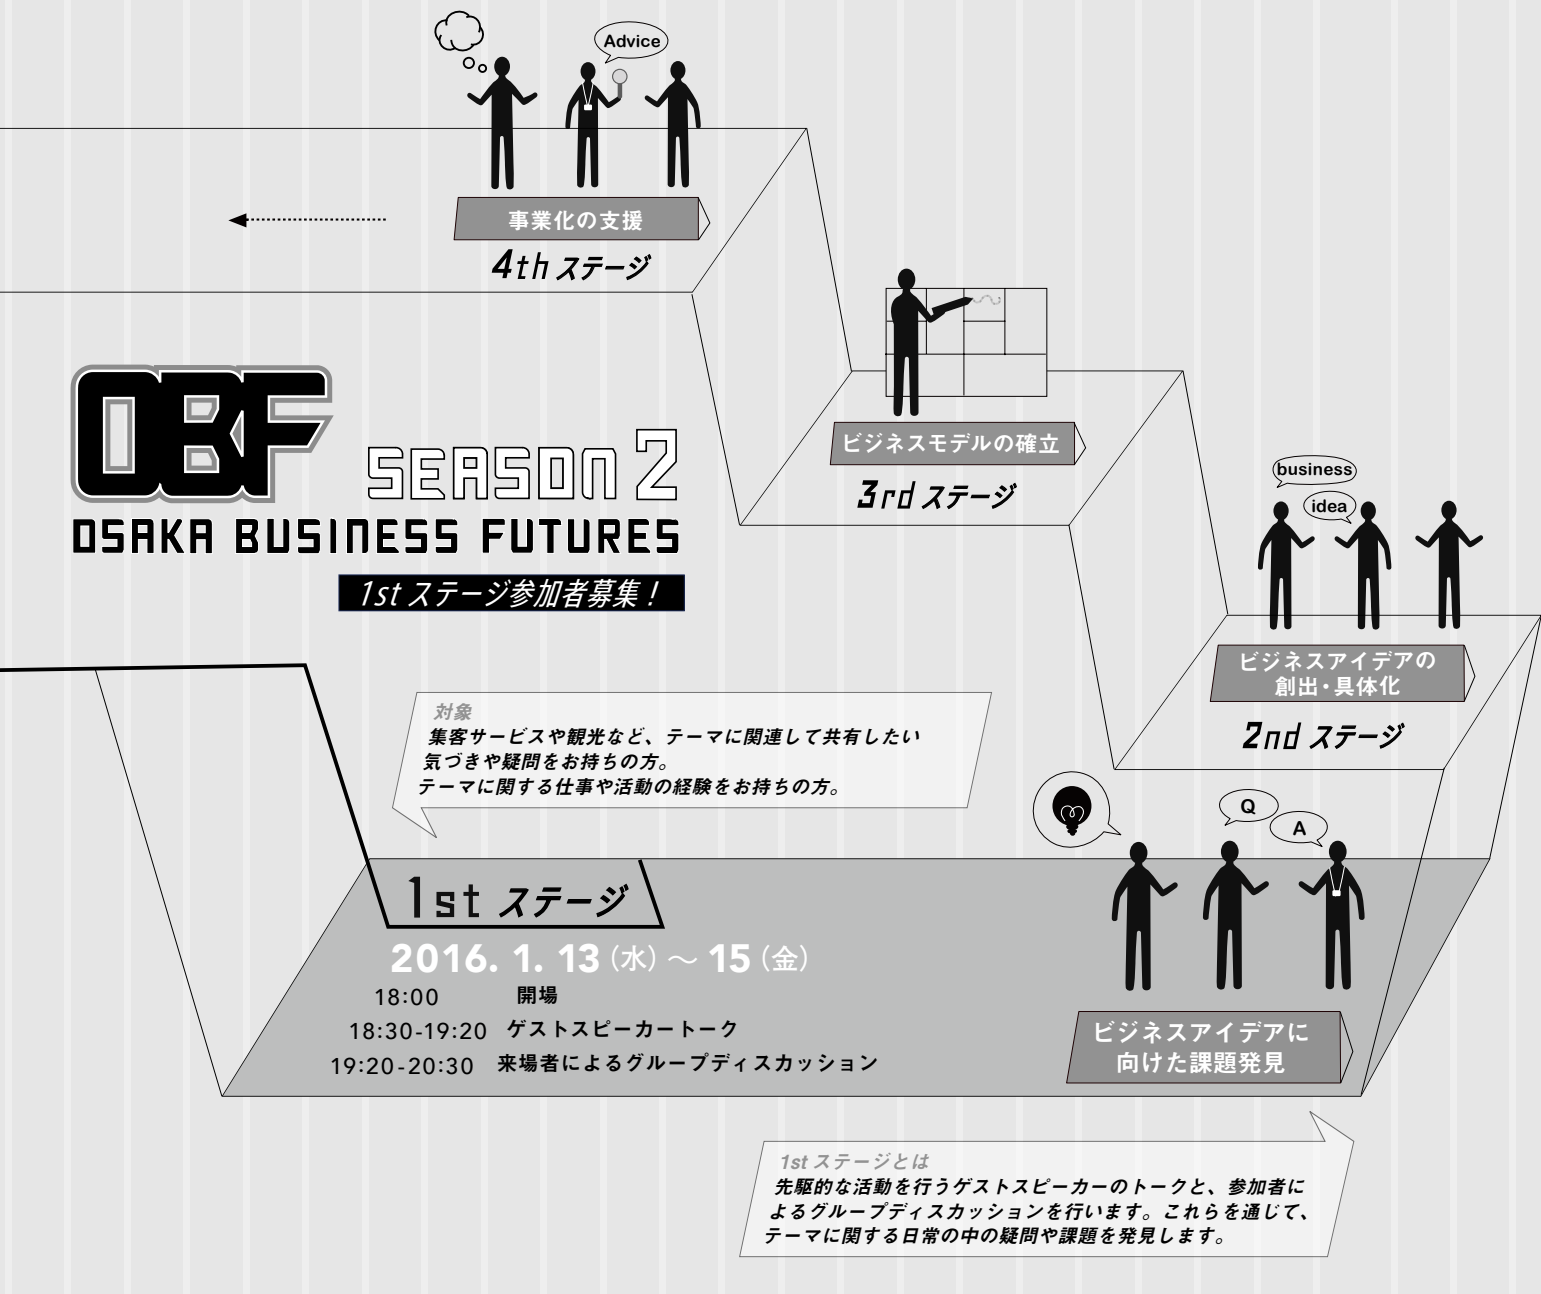 Advice
事業化の支援
4th ステージ
ビジネスモデルの確立
3rd ステージ
business
idea
ビジネスアイデアの
創出・具体化
2nd ステージ
OBF SEASON 2
OSAKA BUSINESS FUTURES
1st ステージ参加者募集！
対象
集客サービスや観光など、テーマに関連して共有したい
気づきや疑問をお持ちの方。
テーマに関する仕事や活動の経験をお持ちの方。
Q
A
1st ステージ
2016. 1. 13（水）～ 15（金）
18:00 開場
18:30-19:20 ゲストスピーカートーク
19:20-20:30 来場者によるグループディスカッション
ビジネスアイデアに
向けた課題発見
1st ステージとは
先駆的な活動を行うゲストスピーカーのトークと、参加者に
よるグループディスカッションを行います。これらを通じて、
テーマに関する日常の中の疑問や課題を発見します。